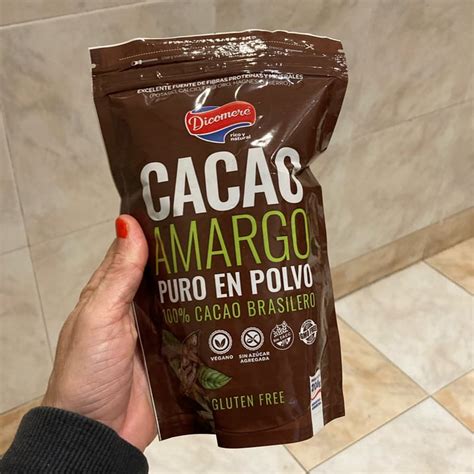 EXCELENTE FUENTE DE FIBRAS PROTEÍNAS Y MINERALES
Dicomere
rico y
natural
CACAO
AMARGO
PURO EN POLVO
100% CACAO BRASILERO
VEGANO
SIN AZÚCAR
AGREGADA
GLUTEN FREE